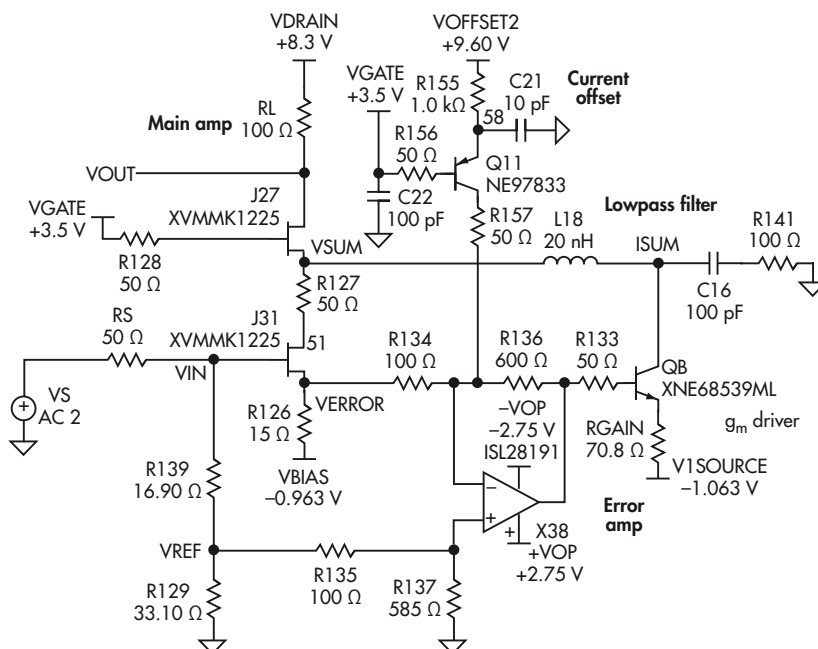 VDRAIN
+8.3 V
VOFFSET2
+9.60 V
VGATE
+3.5 V
R155
1.0 kΩ
C21
10 pF
Current
offset
RL
100 Ω
Main amp
58
R156
50 Ω
Q11
NE97833
VOUT
J27
XVMMK1225
C22
100 pF
VGATE
+3.5 V
R157
50 Ω
L18
20 nH
Lowpass filter
VSUM
ISUM
R141
100 Ω
R128
50 Ω
R127
50 Ω
C16
100 pF
RS
50 Ω
J31
XVMMK1225
51
R134
100 Ω
R136
600 Ω
R133
50 Ω
QB
XNE68539ML
VIN
VS
AC 2
VERROR
R126
15 Ω
−VOP
−2.75 V
ISL28191
gm driver
RGAIN
70.8 Ω
VBIAS
−0.963 V
V1SOURCE
−1.063 V
R139
16.90 Ω
−
+
Error
amp
X38
+
+VOP
+2.75 V
VREF
R135
100 Ω
R137
585 Ω
R129
33.10 Ω